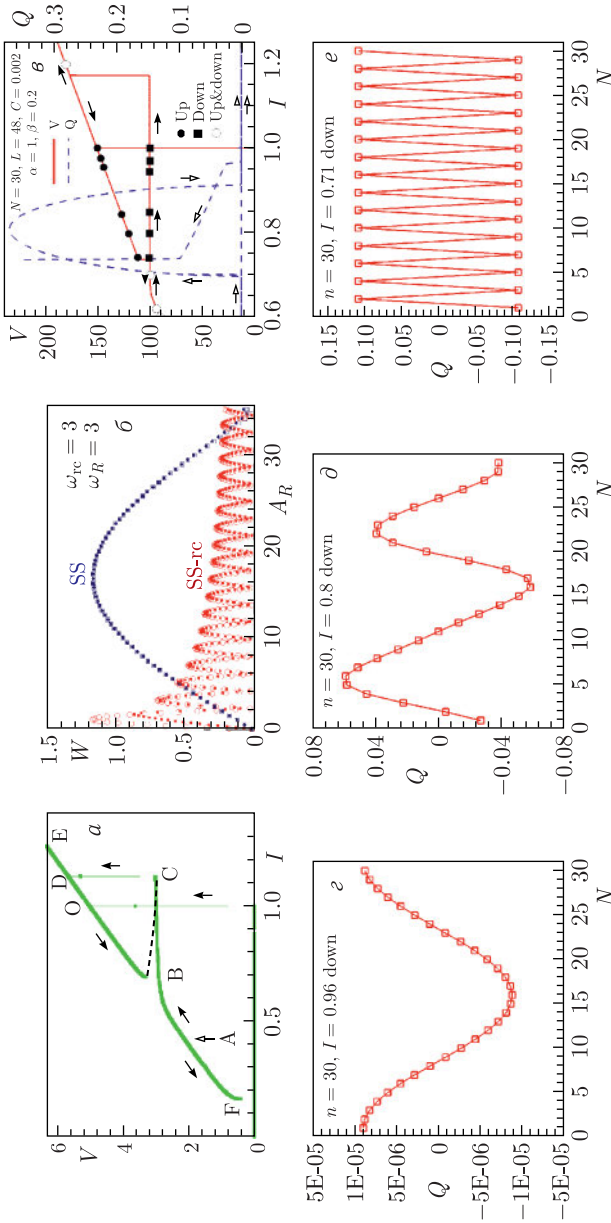 а
V
6
4
2
0
E
D
O
C
B
A
F
0.5
1.0
I
б
W
1.5
1.0
0.5
0
ω_rc = 3
ω_R = 3
SS
SS-rc
0
10
20
30
A_R
в
V
200
150
100
50
0
Q
0.3
0.2
0.1
0
N = 30, L = 48, C = 0.002
α = 1, β = 0.2
V
Q
Up
Down
Up&down
0.6
0.8
1.0
1.2
I
г
n = 30, I = 0.96 down
5E-05
1E-05
5E-06
0
−5E-06
−1E-05
−5E-05
Q
0
5
10
15
20
25
30
N
д
n = 30, I = 0.8 down
0.08
0.04
0
−0.04
−0.08
Q
0
5
10
15
20
25
30
N
е
n = 30, I = 0.71 down
0.15
0.10
0.05
0.00
−0.05
−0.10
−0.15
Q
0
5
10
15
20
25
30
N